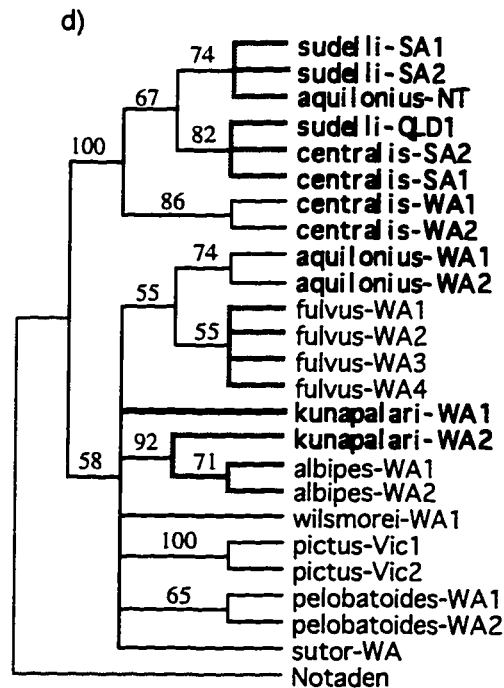 d)
74
sudelli-SA1
sudelli-SA2
67
aquilonius-NT
sudelli-QLD1
100
82
centralis-SA2
centralis-SA1
86
centralis-WA1
centralis-WA2
74
aquilonius-WA1
aquilonius-WA2
55
fulvus-WA1
fulvus-WA2
55
fulvus-WA3
fulvus-WA4
kunapalari-WA1
92
kunapalari-WA2
58
71
albipes-WA1
albipes-WA2
wilsmorei-WA1
100
pictus-Vic1
pictus-Vic2
65
pelobatoides-WA1
pelobatoides-WA2
sutor-WA
Notaden